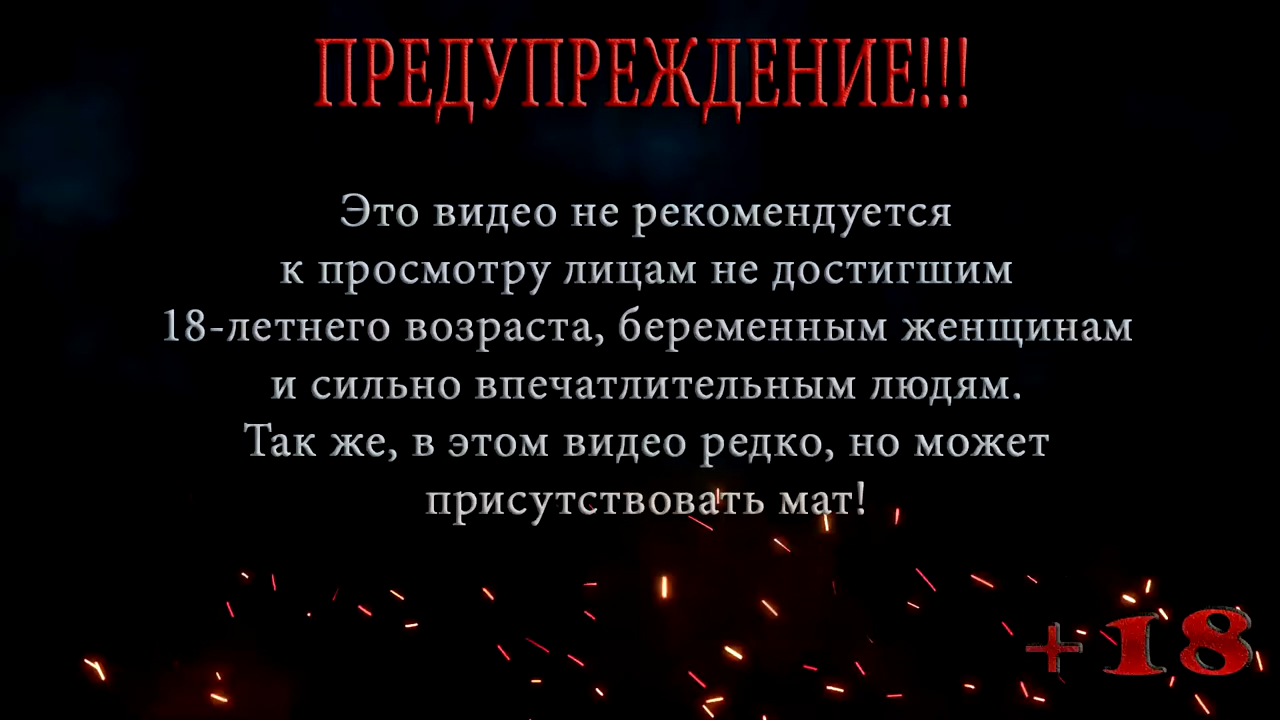 ПРЕДУПРЕЖДЕНИЕ!!!
Это видео не рекомендуется
к просмотру лицам не достигшим
18-летнего возраста, беременным женщинам
и сильно впечатлительным людям.
Так же, в этом видео редко, но может
присутствовать мат!
+18